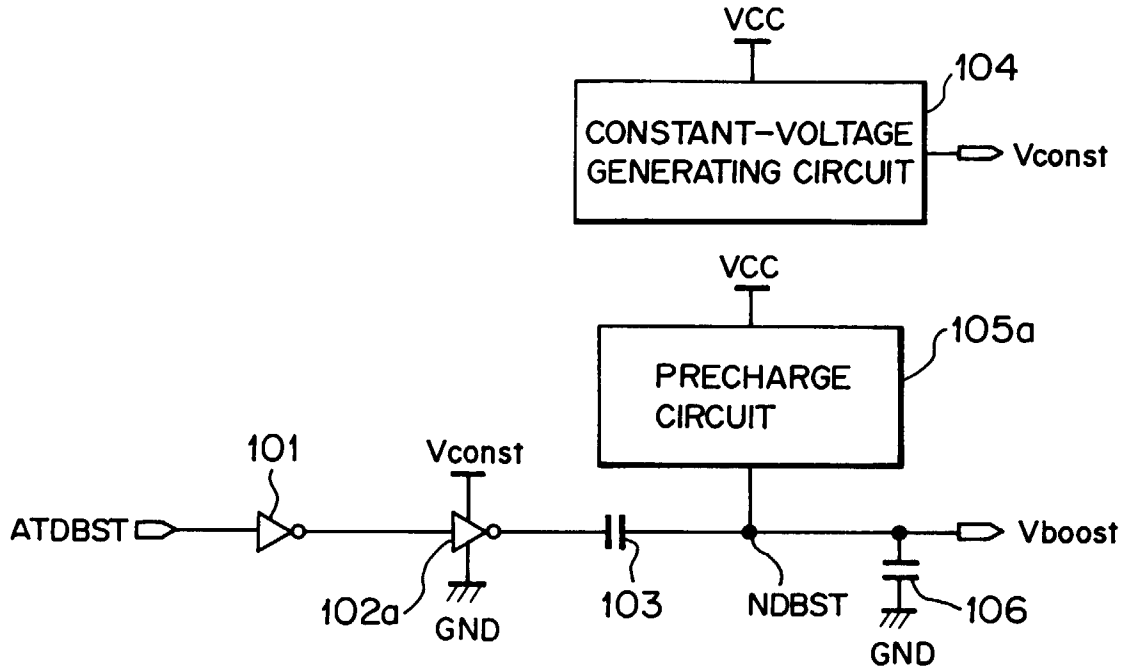 VCC
104
CONSTANT-VOLTAGE
GENERATING CIRCUIT
Vconst
VCC
105a
PRECHARGE
CIRCUIT
101
Vconst
ATDBST
Vboost
102a
GND
103
NDBST
106
GND